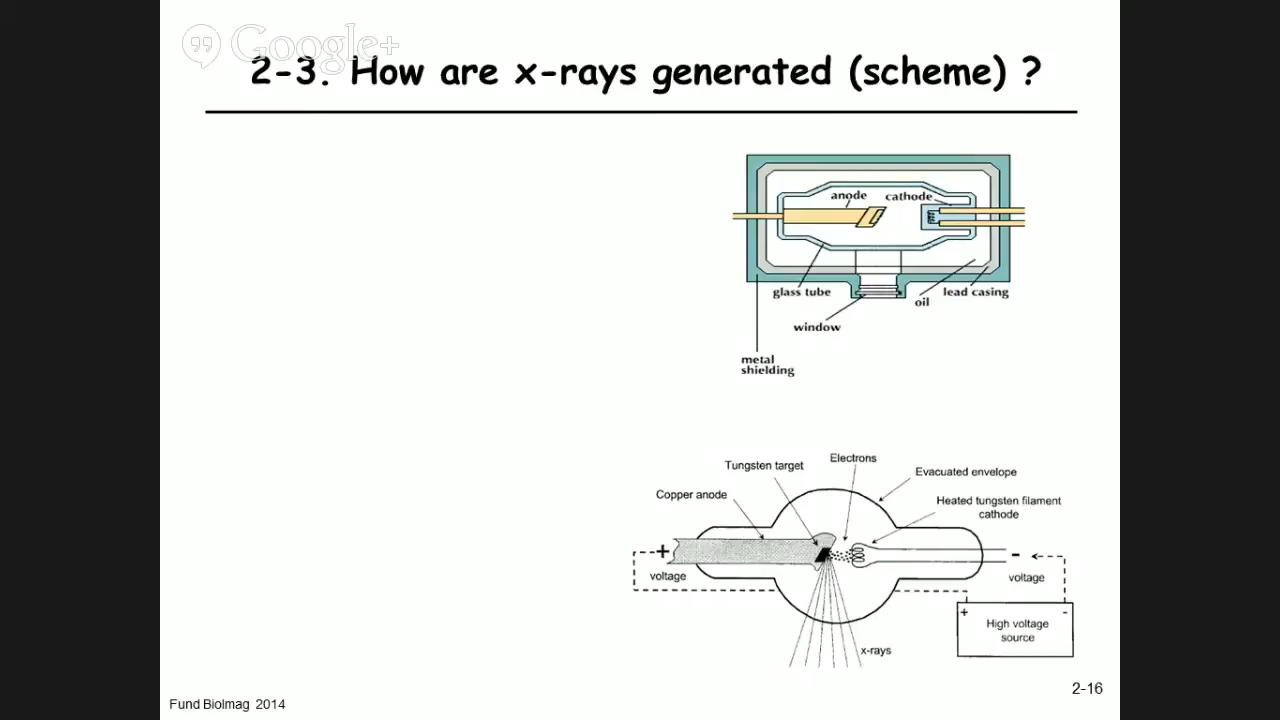 Google+
2-3. How are x-rays generated (scheme) ?
anode
cathode
glass tube
lead casing
oil
window
metal
shielding
Electrons
Tungsten target
Evacuated envelope
Copper anode
Heated tungsten filament
cathode
+
-
voltage
voltage
+
-
High voltage
source
x-rays
2-16
Fund BioImag 2014